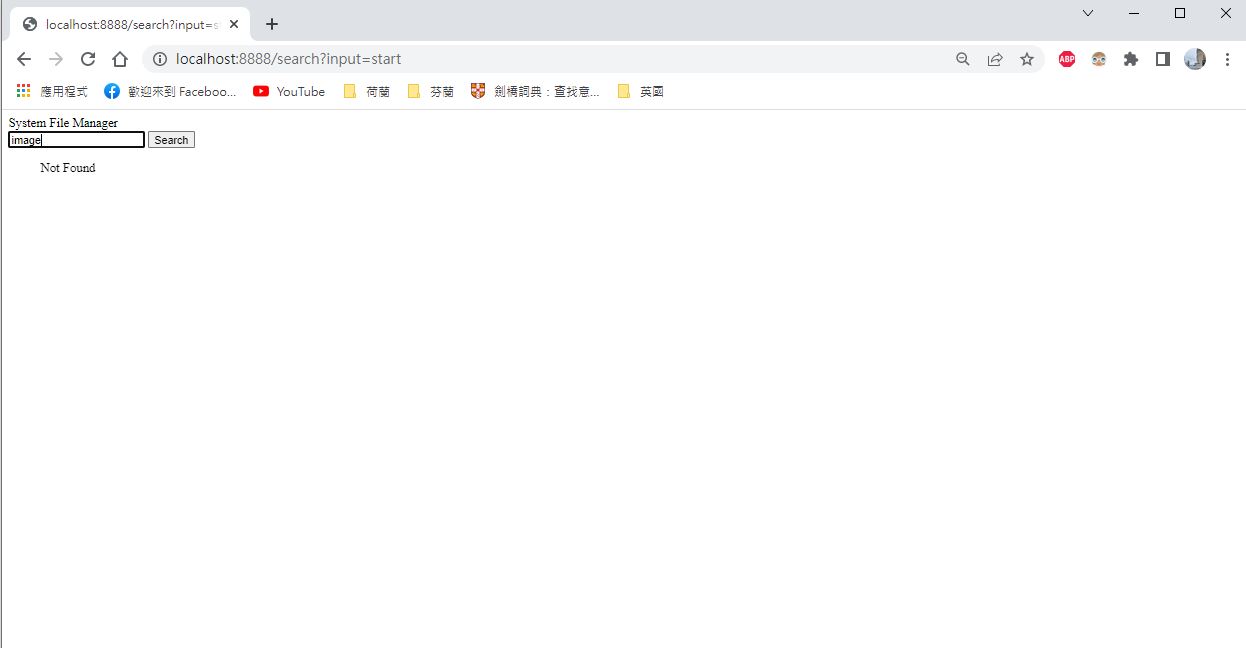 localhost:8888/search?input=s
localhost:8888/search?input=start
ABP
應用程式 歡迎來到 Faceboo... YouTube 荷蘭 芬蘭 劍橋詞典：查找意... 英國
System File Manager
image Search
Not Found